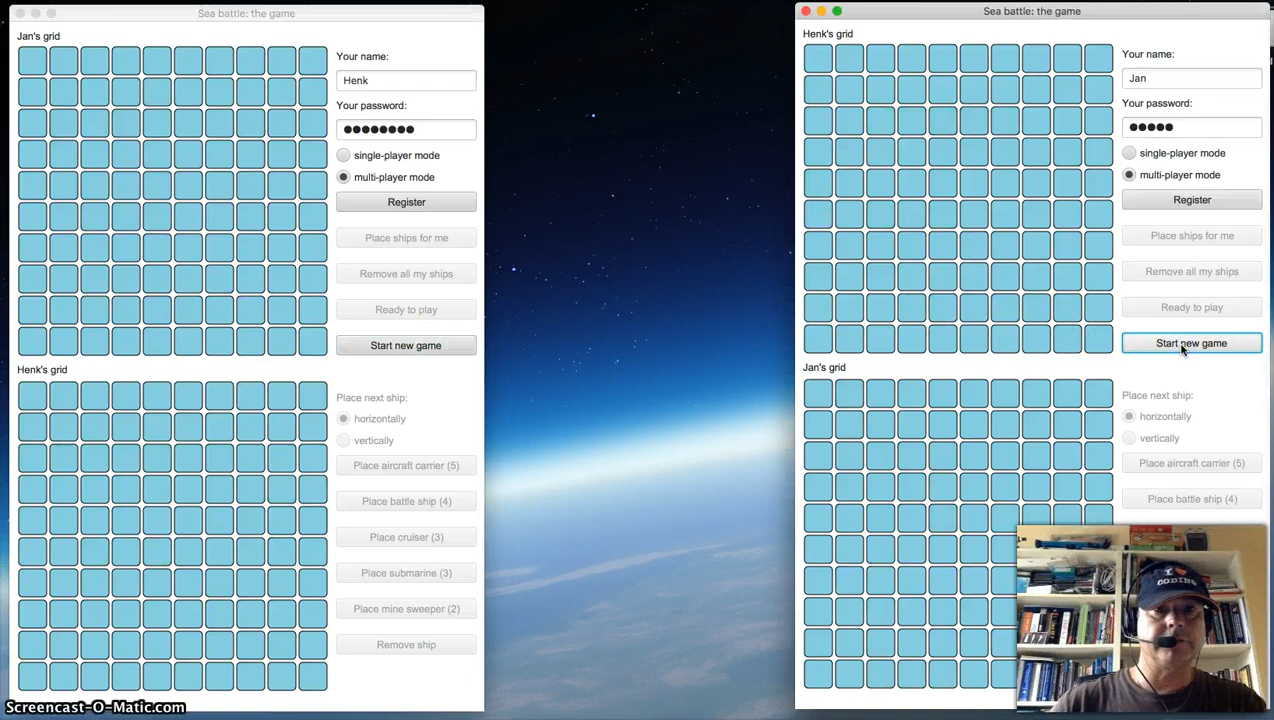 Sea battle: the game
Jan's grid
Your name:
Henk
Your password:
●●●●●●●●
single-player mode
multi-player mode
Register
Place ships for me
Remove all my ships
Ready to play
Start new game
Henk's grid
Place next ship:
horizontally
vertically
Place aircraft carrier (5)
Place battle ship (4)
Place cruiser (3)
Place submarine (3)
Place mine sweeper (2)
Remove ship
Sea battle: the game
Henk's grid
Your name:
Jan
Your password:
●●●●●
single-player mode
multi-player mode
Register
Place ships for me
Remove all my ships
Ready to play
Start new game
Jan's grid
Place next ship:
horizontally
vertically
Place aircraft carrier (5)
Place battle ship (4)
I
CODING
Screencast-O-Matic.com